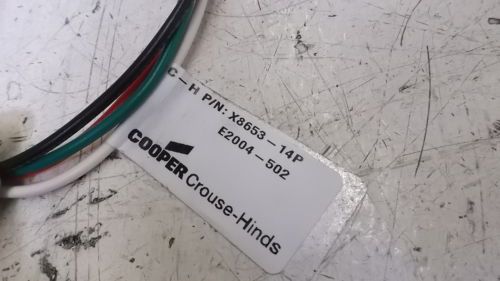 C-H P/N: X8653-14P
E2004-502
COOPER Crouse-Hinds